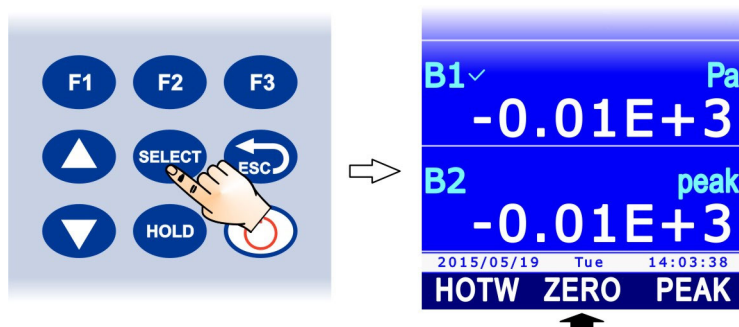 F1 F2 F3
SELECT
ESC
HOLD
B1✓ Pa
-0.01E+3
B2 peak
-0.01E+3
2015/05/19 Tue 14:03:38
HOTW ZERO PEAK